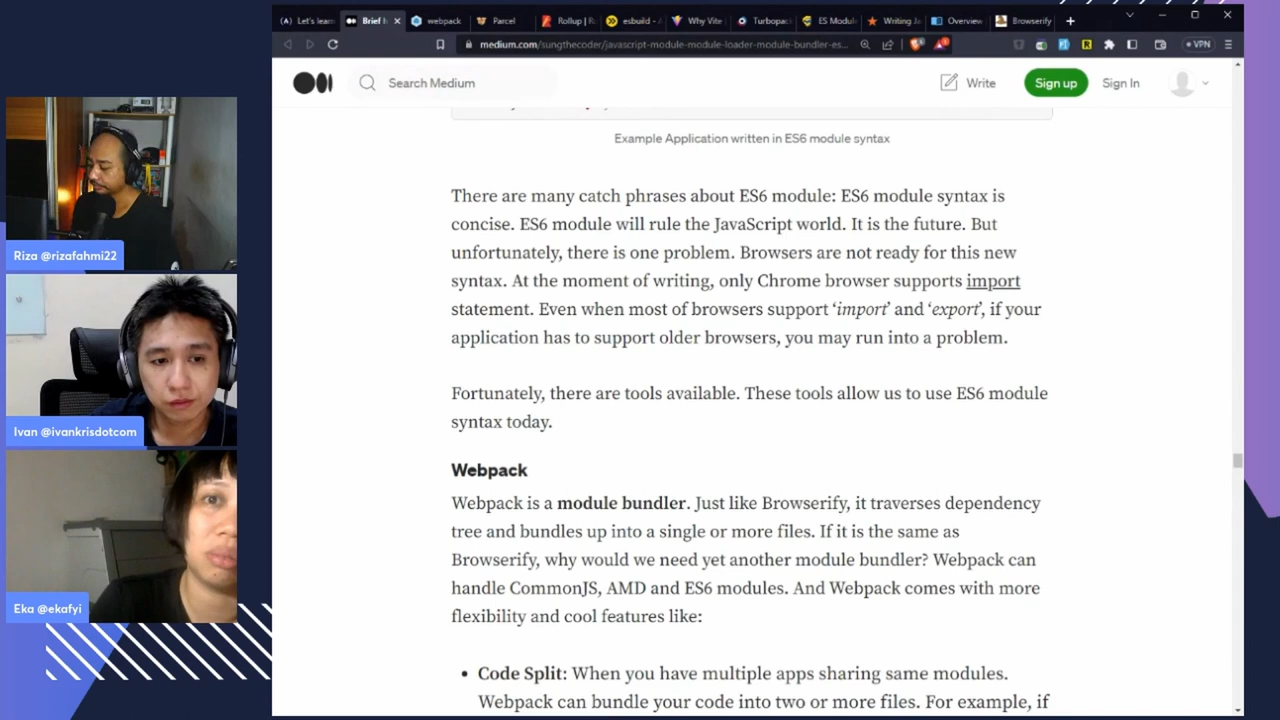 Let's learn
Brief h
webpack
Parcel
Rollup | R
esbuild - A
Why Vite
Turbopac
ES Modul
Writing Ja
Overview
Browserify
medium.com/sungthecoder/javascript-module-module-loader-module-bundler-es...
VPN
Search Medium
Write
Sign up
Sign In
Example Application written in ES6 module syntax
There are many catch phrases about ES6 module: ES6 module syntax is
concise. ES6 module will rule the JavaScript world. It is the future. But
unfortunately, there is one problem. Browsers are not ready for this new
syntax. At the moment of writing, only Chrome browser supports import
statement. Even when most of browsers support ‘import’ and ‘export’, if your
application has to support older browsers, you may run into a problem.
Fortunately, there are tools available. These tools allow us to use ES6 module
syntax today.
Webpack
Webpack is a module bundler. Just like Browserify, it traverses dependency
tree and bundles up into a single or more files. If it is the same as
Browserify, why would we need yet another module bundler? Webpack can
handle CommonJS, AMD and ES6 modules. And Webpack comes with more
flexibility and cool features like:
• Code Split: When you have multiple apps sharing same modules.
Webpack can bundle your code into two or more files. For example, if
Riza @rizafahmi22
Ivan @ivankrisdotcom
Eka @ekafyi